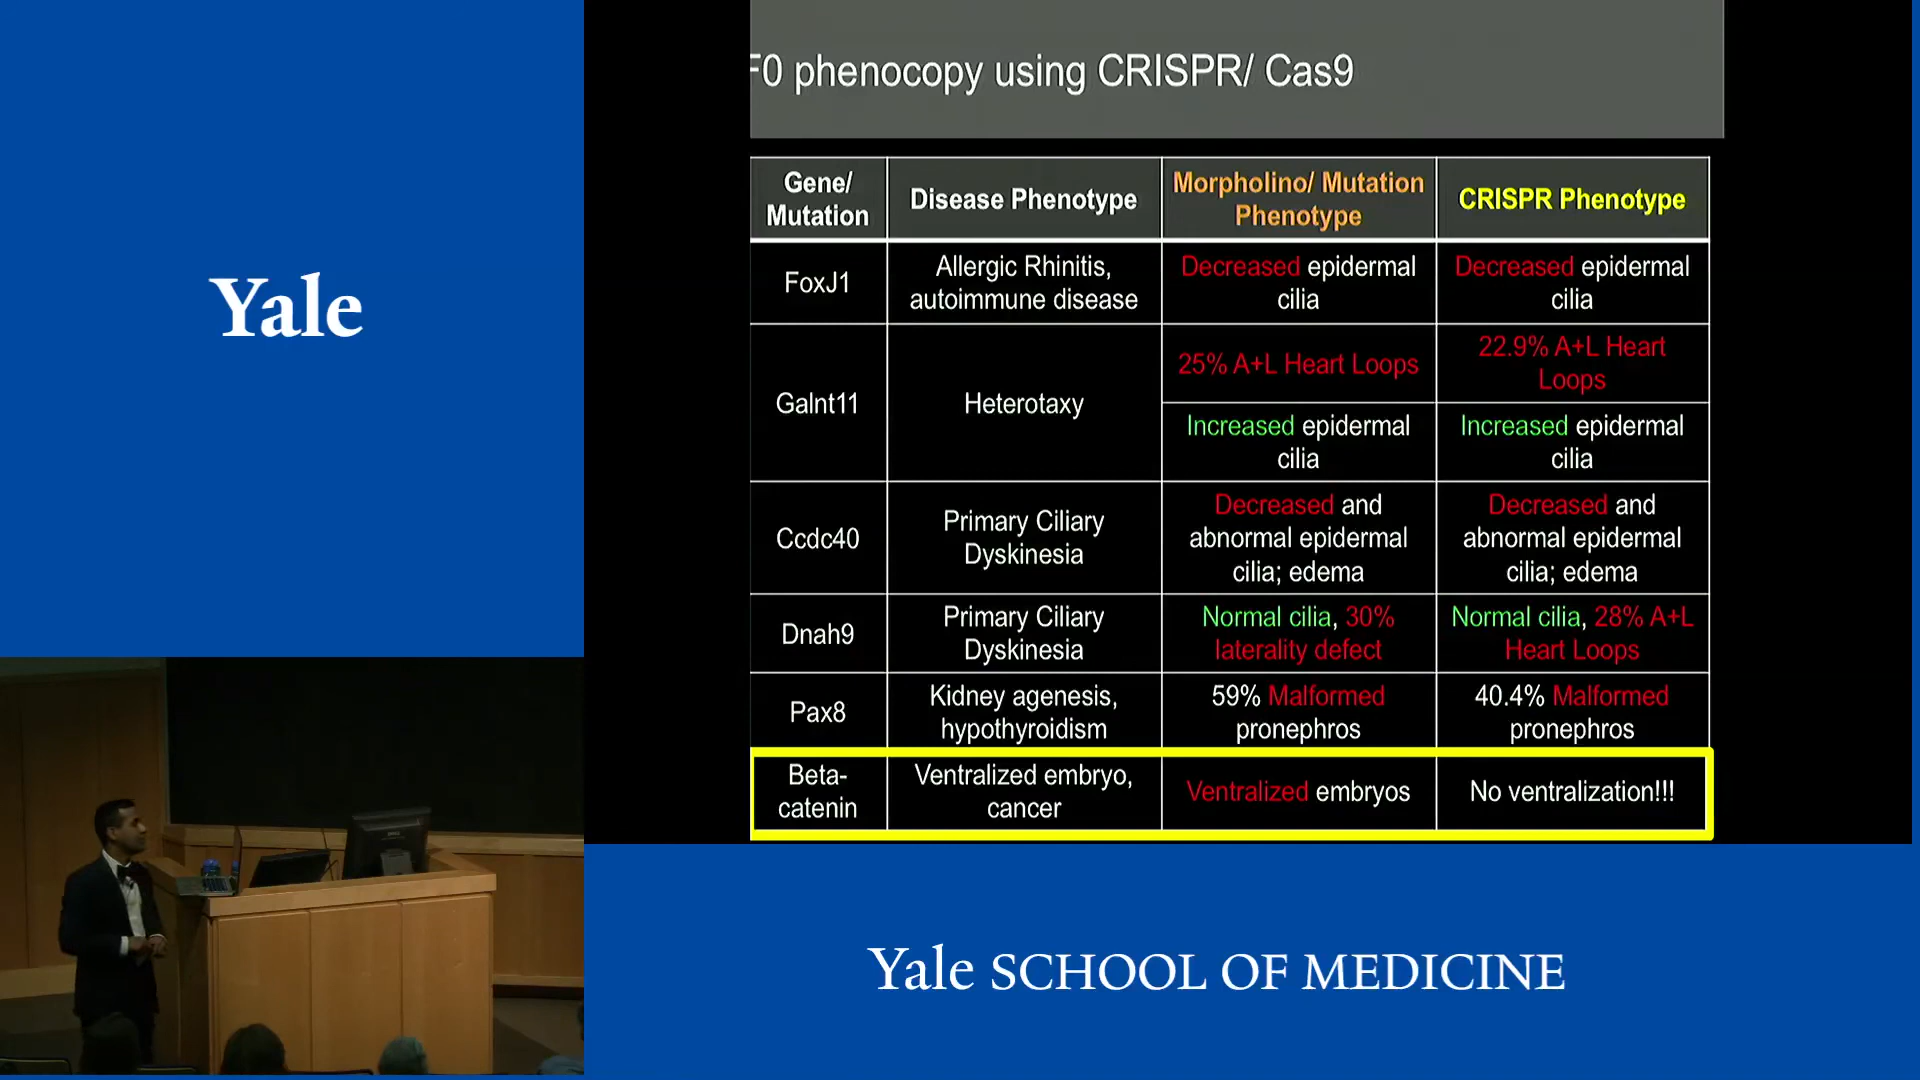 Yale
F0 phenocopy using CRISPR/ Cas9
Gene/
Mutation
Disease Phenotype
Morpholino/ Mutation
Phenotype
CRISPR Phenotype
FoxJ1
Allergic Rhinitis,
autoimmune disease
Decreased epidermal
cilia
Decreased epidermal
cilia
Galnt11
Heterotaxy
25% A+L Heart Loops
22.9% A+L Heart
Loops
Increased epidermal
cilia
Increased epidermal
cilia
Ccdc40
Primary Ciliary
Dyskinesia
Decreased and
abnormal epidermal
cilia; edema
Decreased and
abnormal epidermal
cilia; edema
Dnah9
Primary Ciliary
Dyskinesia
Normal cilia, 30%
laterality defect
Normal cilia, 28% A+L
Heart Loops
Pax8
Kidney agenesis,
hypothyroidism
59% Malformed
pronephros
40.4% Malformed
pronephros
Beta-
catenin
Ventralized embryo,
cancer
Ventralized embryos
No ventralization!!!
Yale SCHOOL OF MEDICINE